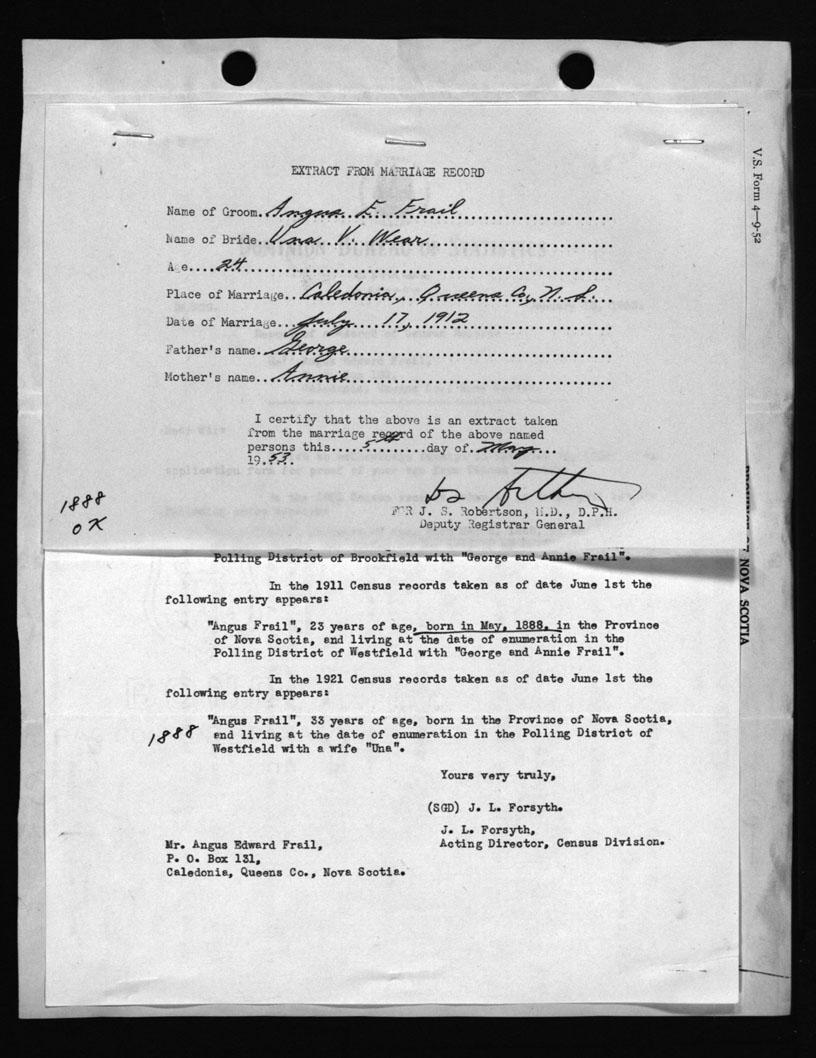 EXTRACT FROM MARRIAGE RECORD
Name of Groom. Angus E. Frail
Name of Bride. Una V. Wear
Age.... 24
Place of Marriage... Caledonia, Queens Co, N. S.
Date of Marriage... July 17, 1912
Father's name.. George
Mother's name.. Annie
I certify that the above is an extract taken
from the marriage record of the above named
persons this.... 5th ........day of. May...
19.53.
1888
OK
FOR J. S. Robertson, M.D., D.P.H.
Deputy Registrar General
Polling District of Brookfield with "George and Annie Frail".
In the 1911 Census records taken as of date June 1st the
following entry appears:
"Angus Frail", 23 years of age, born in May, 1888, in the Province
of Nova Scotia, and living at the date of enumeration in the
Polling District of Westfield with "George and Annie Frail".
In the 1921 Census records taken as of date June 1st the
following entry appears:
1888
"Angus Frail", 33 years of age, born in the Province of Nova Scotia,
and living at the date of enumeration in the Polling District of
Westfield with a wife "Una".
Yours very truly,
(SGD) J. L. Forsyth.
J. L. Forsyth,
Acting Director, Census Division.
Mr. Angus Edward Frail,
P. O. Box 131,
Caledonia, Queens Co., Nova Scotia.
V.S. Form 4—9-52
NOVA SCOTIA